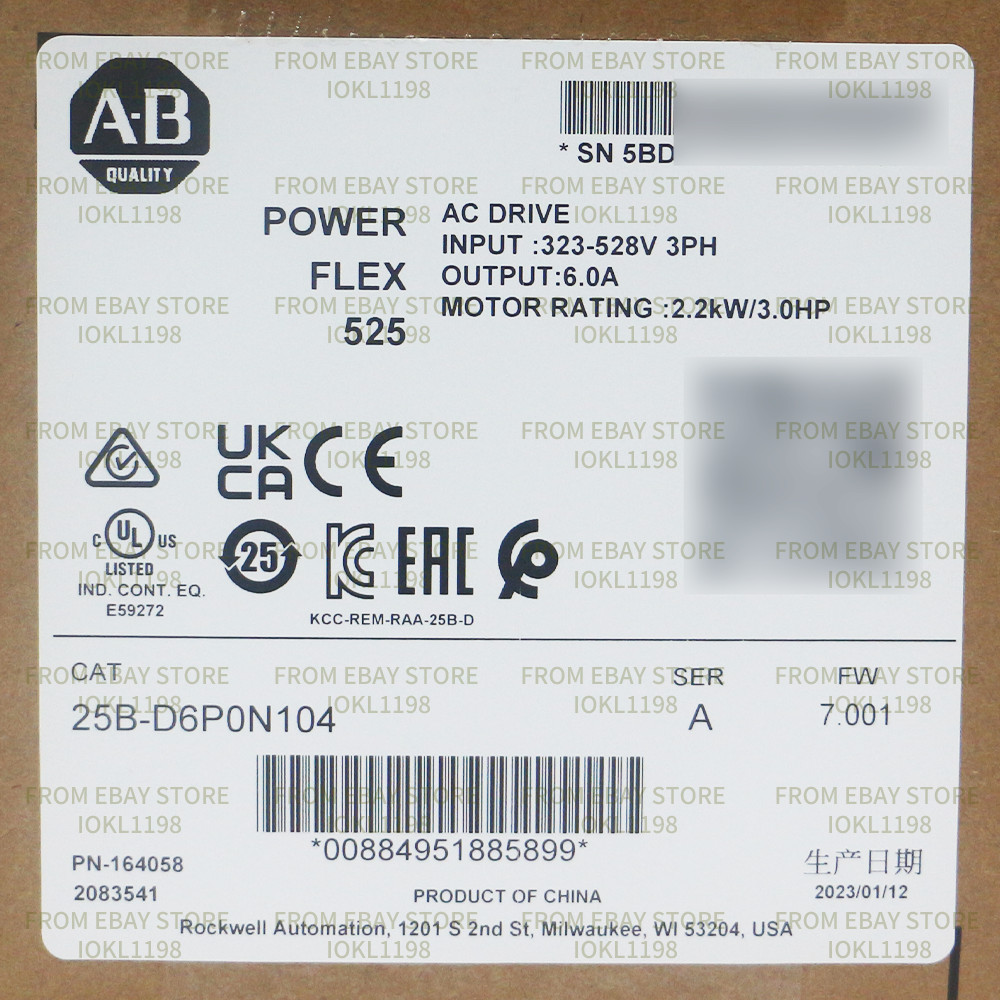 A-B
QUALITY
* SN 5BD
POWER
FLEX
525
AC DRIVE
INPUT :323-528V 3PH
OUTPUT:6.0A
MOTOR RATING :2.2kW/3.0HP
UK
CA
CE
C UL US
LISTED
IND. CONT. EQ.
E59272
25
KC
EAC
KCC-REM-RAA-25B-D
CAT
25B-D6P0N104
SER
A
FW
7.001
*00884951885899*
PN-164058
2083541
PRODUCT OF CHINA
生产日期
2023/01/12
Rockwell Automation, 1201 S 2nd St, Milwaukee, WI 53204, USA
FROM EBAY STORE
IOKL1198